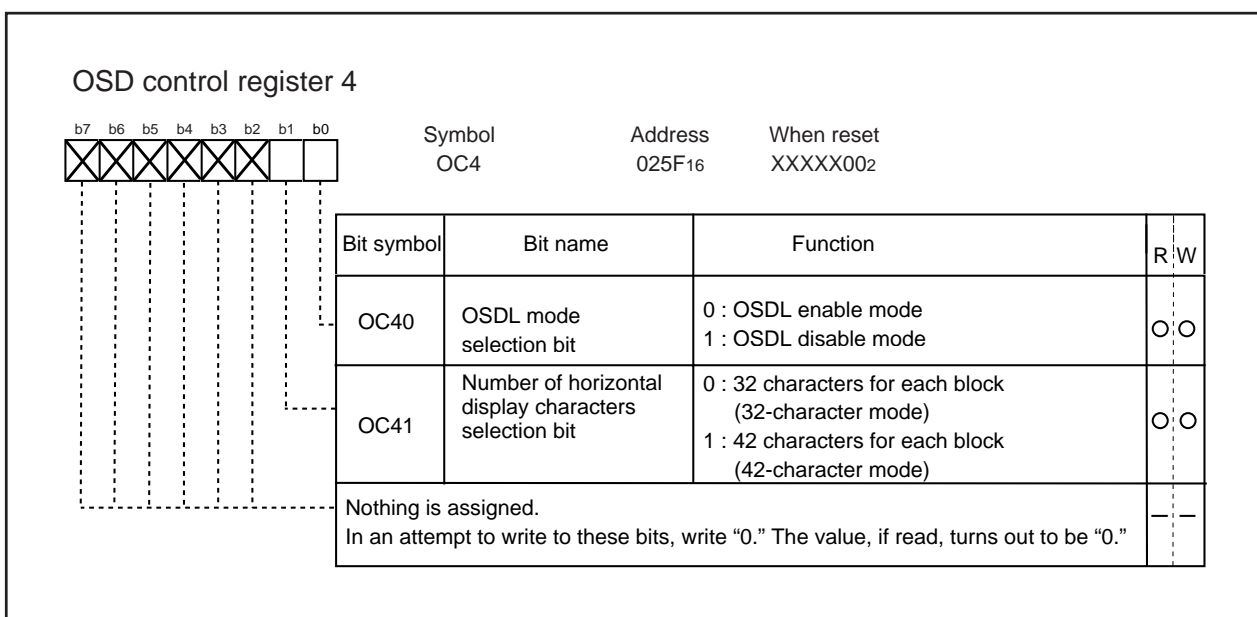 OSD control register 4
b7 b6 b5 b4 b3 b2 b1 b0
Symbol Address When reset
OC4 025F16 XXXXX002
Bit symbol Bit name Function R W
OC40 OSDL mode selection bit 0 : OSDL enable mode
1 : OSDL disable mode
OC41 Number of horizontal display characters selection bit 0 : 32 characters for each block
(32-character mode)
1 : 42 characters for each block
(42-character mode)
Nothing is assigned.
In an attempt to write to these bits, write “0.” The value, if read, turns out to be “0.”